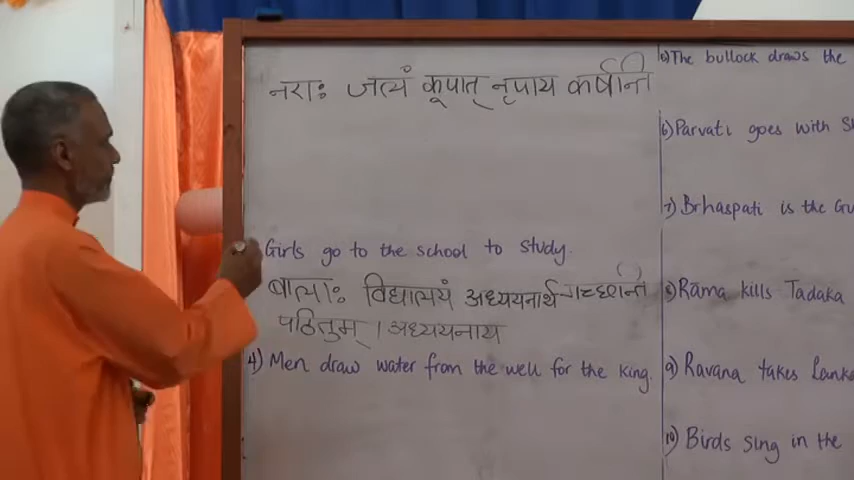 नराः जलं कूपात् नृपाय कर्षन्ति
Girls go to the school to study.
बालाः विद्यालयं अध्ययनार्थं गच्छन्ति
पठितुम् । अध्ययनाय
4) Men draw water from the well for the king.
The bullock draws the
6) Parvati goes with
7) Brhaspati is the
8) Rāma kills Tadaka
9) Ravana takes Lanka
10) Birds sing in the